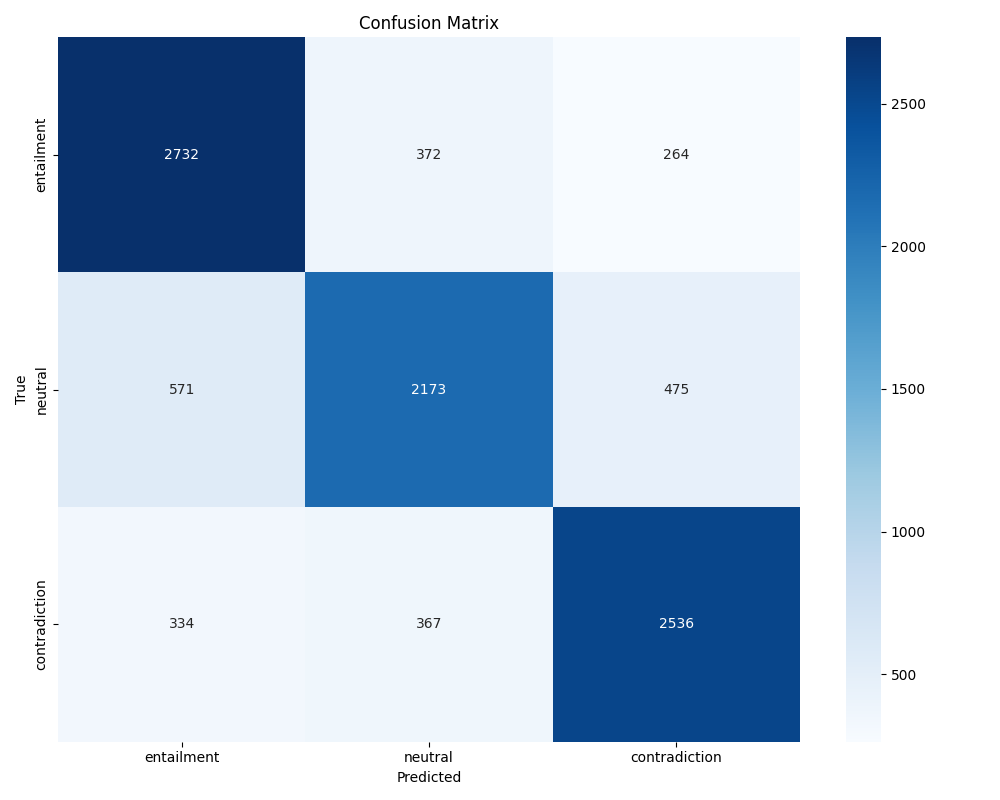 Confusion Matrix
True
entailment
neutral
contradiction
2732 372 264
571 2173 475
334 367 2536
entailment neutral contradiction
Predicted
2500
2000
1500
1000
500